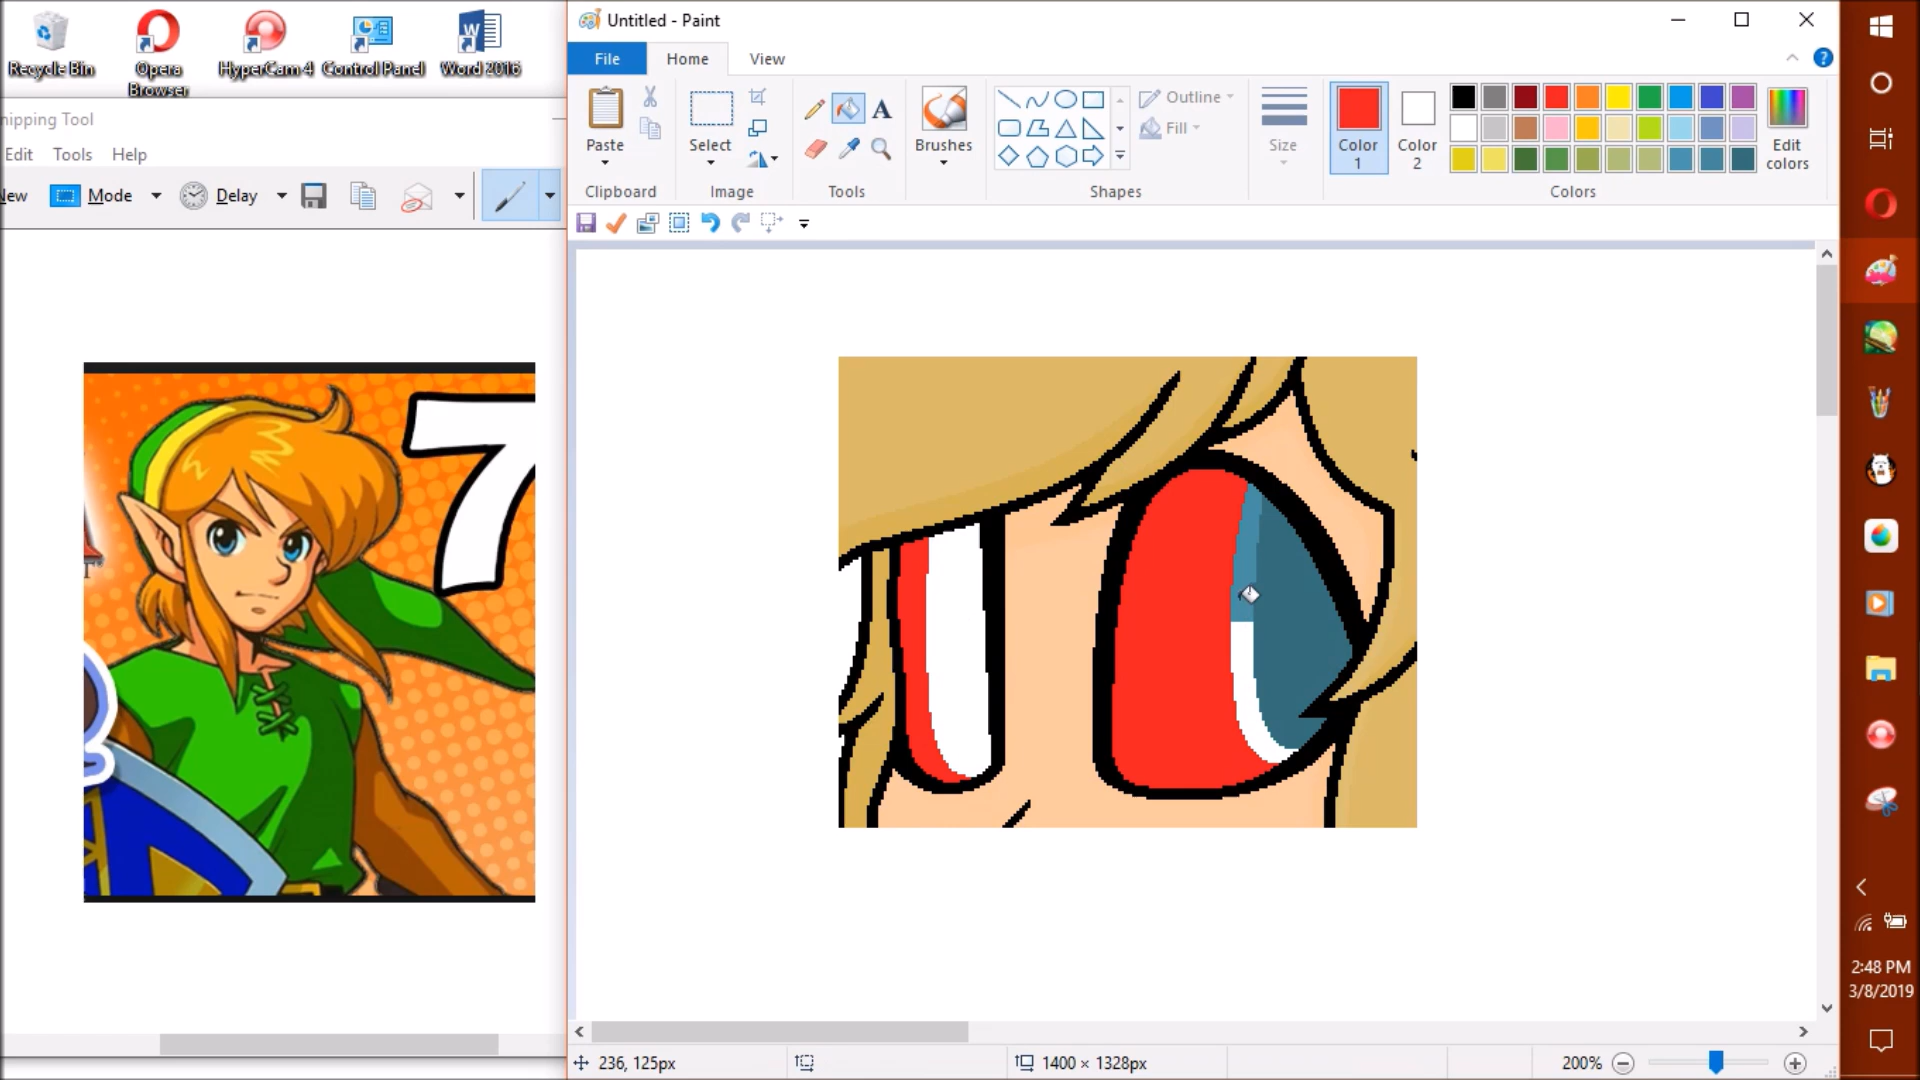 Recycle Bin
Opera
Browser
HyperCam 4
Control Panel
Word 2016
nipping Tool
Edit
Tools
Help
New
Mode
Delay
7
Untitled - Paint
File
Home
View
Paste
Clipboard
Select
Image
A
Tools
Brushes
Outline
Fill
Shapes
Size
Color
1
Color
2
Edit
colors
Colors
236, 125px
1400 × 1328px
200%
2:48 PM
3/8/2019